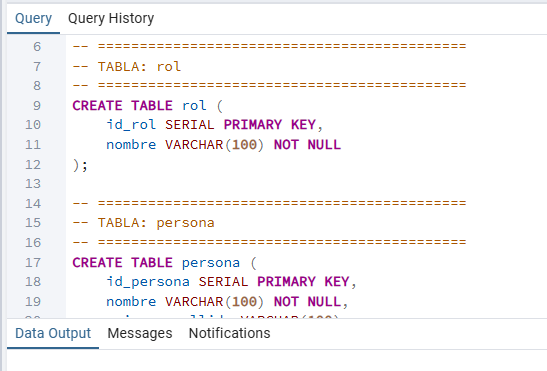 Query Query History
6 -- ============================================
7 -- TABLA: rol
8 -- ============================================
9 CREATE TABLE rol (
10 id_rol SERIAL PRIMARY KEY,
11 nombre VARCHAR(100) NOT NULL
12 );
13
14 -- ============================================
15 -- TABLA: persona
16 -- ============================================
17 CREATE TABLE persona (
18 id_persona SERIAL PRIMARY KEY,
19 nombre VARCHAR(100) NOT NULL,
Data Output Messages Notifications